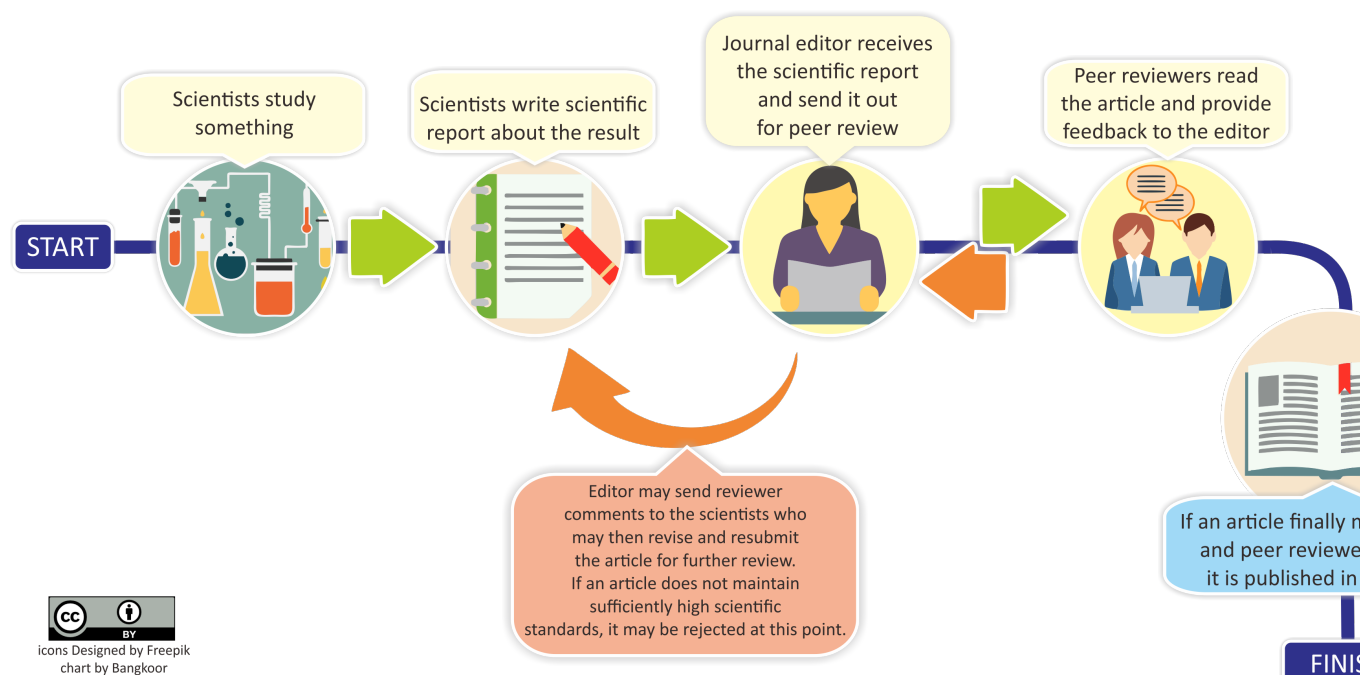 START
Scientists study
something
Scientists write scientific
report about the result
Journal editor receives
the scientific report
and send it out
for peer review
Peer reviewers read
the article and provide
feedback to the editor
Editor may send reviewer
comments to the scientists who
may then revise and resubmit
the article for further review.
If an article does not maintain
sufficiently high scientific
standards, it may be rejected at this point.
If an article finally
and peer
it is published in
cc
BY
icons Designed by Freepik
chart by Bangkoor